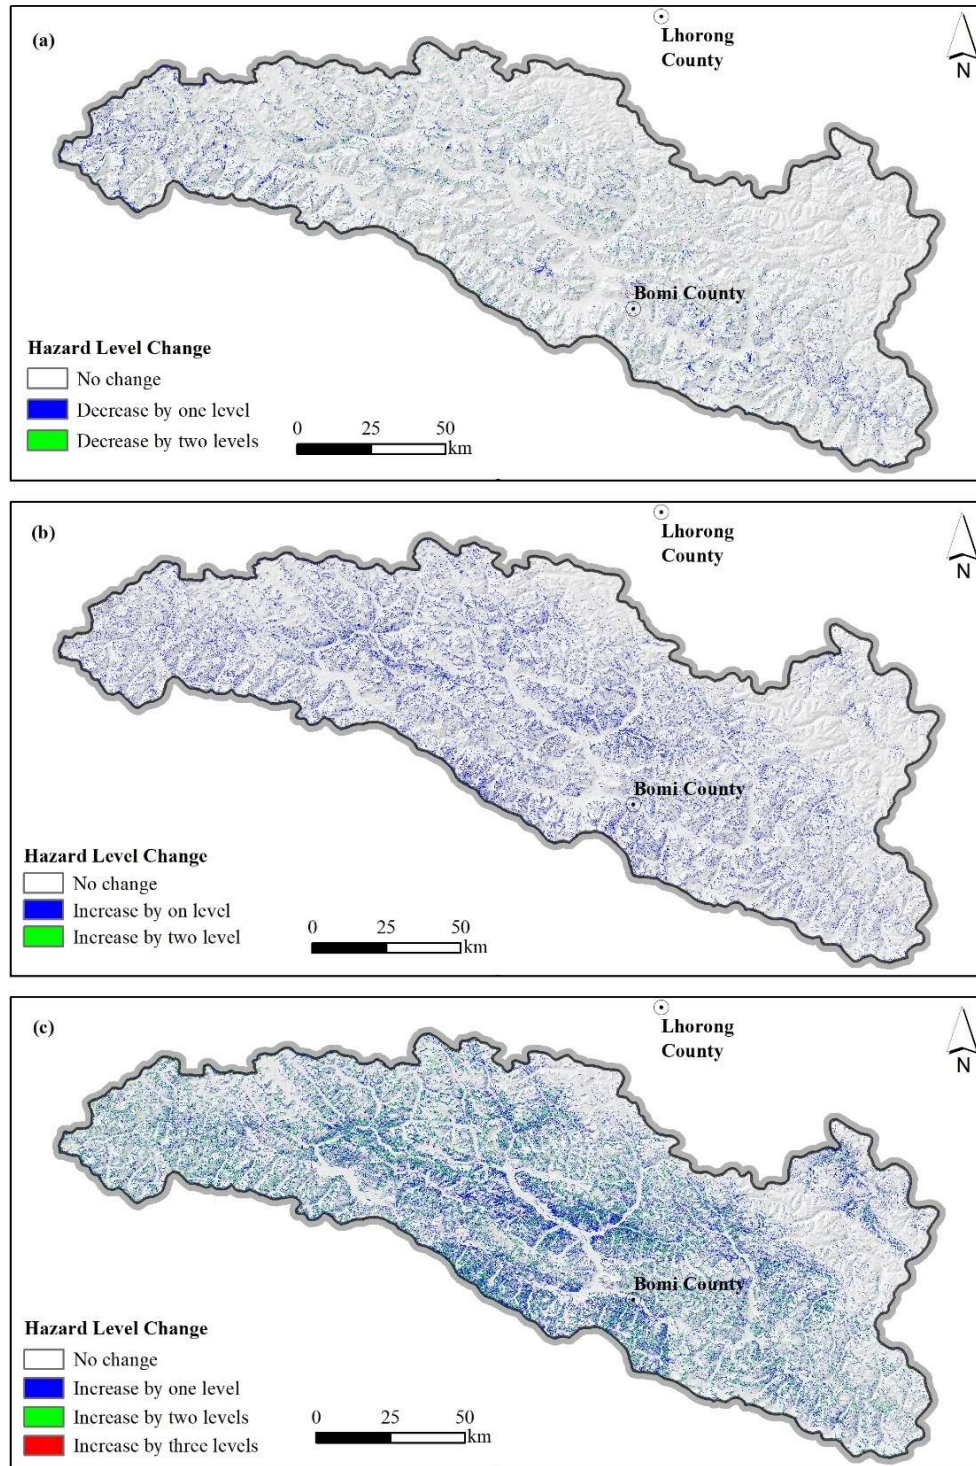 (a)
Lhorong
County
N
Bomi County
Hazard Level Change
No change
Decrease by one level
Decrease by two levels
0 25 50
km
(b)
Lhorong
County
N
Bomi County
Hazard Level Change
No change
Increase by on level
Increase by two level
0 25 50
km
(c)
Lhorong
County
N
Bomi County
Hazard Level Change
No change
Increase by one level
Increase by two levels
Increase by three levels
0 25 50
km